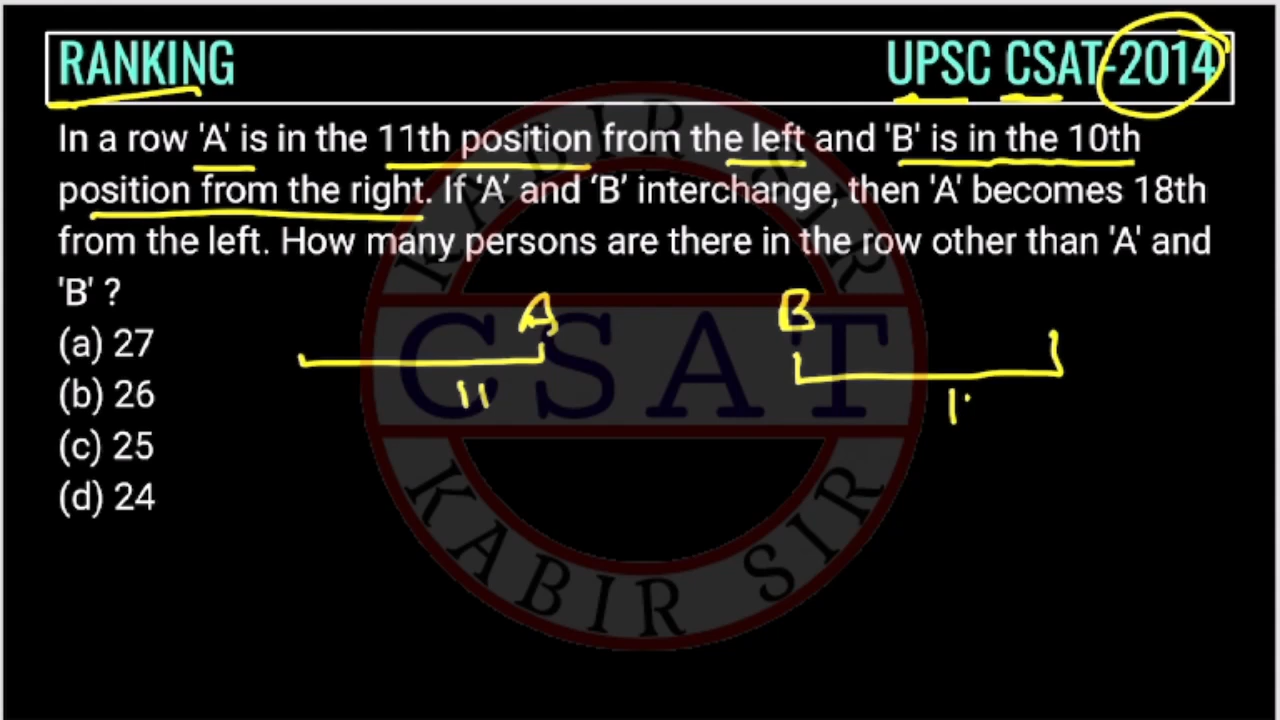 RANKING UPSC CSAT-2014
In a row 'A' is in the 11th position from the left and 'B' is in the 10th
position from the right. If ‘A’ and ‘B’ interchange, then 'A' becomes 18th
from the left. How many persons are there in the row other than 'A' and
'B' ?
(a) 27
(b) 26
(c) 25
(d) 24
A B
11
KABIR SIR
CSAT
KABIR SIR